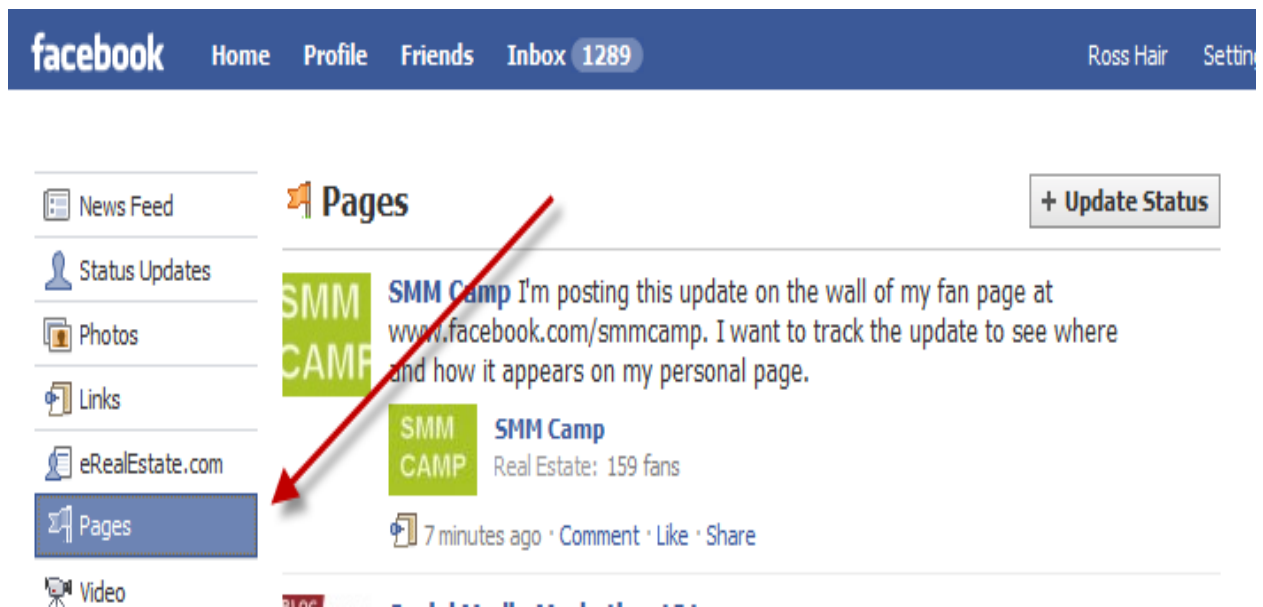 facebook Home Profile Friends Inbox 1289 Ross Hair
News Feed
Status Updates
Photos
Links
eRealEstate.com
Pages
Video
Pages
+ Update Status
SMM
CAMP
SMM Camp I'm posting this update on the wall of my fan page at
www.facebook.com/smmcamp. I want to track the update to see where
and how it appears on my personal page.
SMM
CAMP
SMM Camp
Real Estate: 159 fans
7 minutes ago · Comment · Like · Share